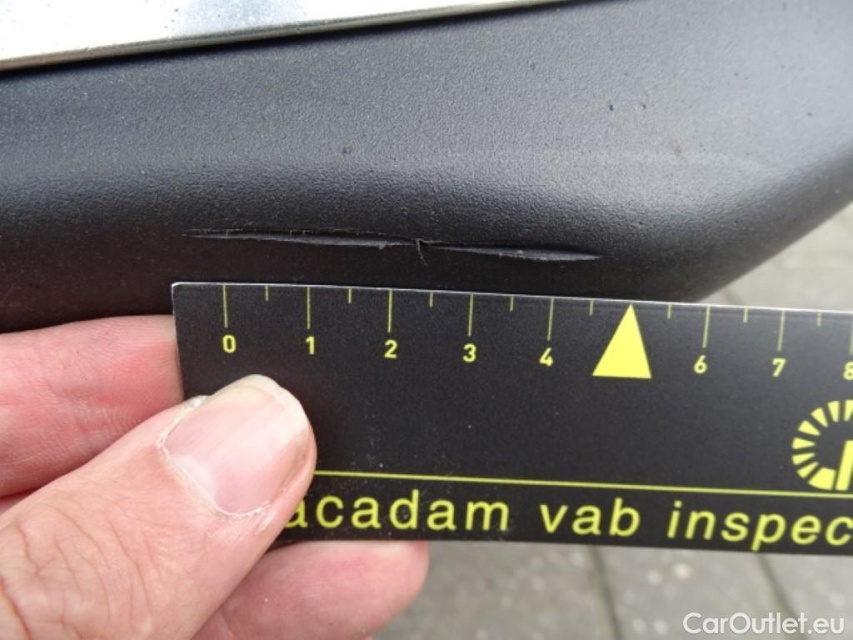 0 1 2 3 4 6 7 8
acadam vab inspec
CarOutlet.eu